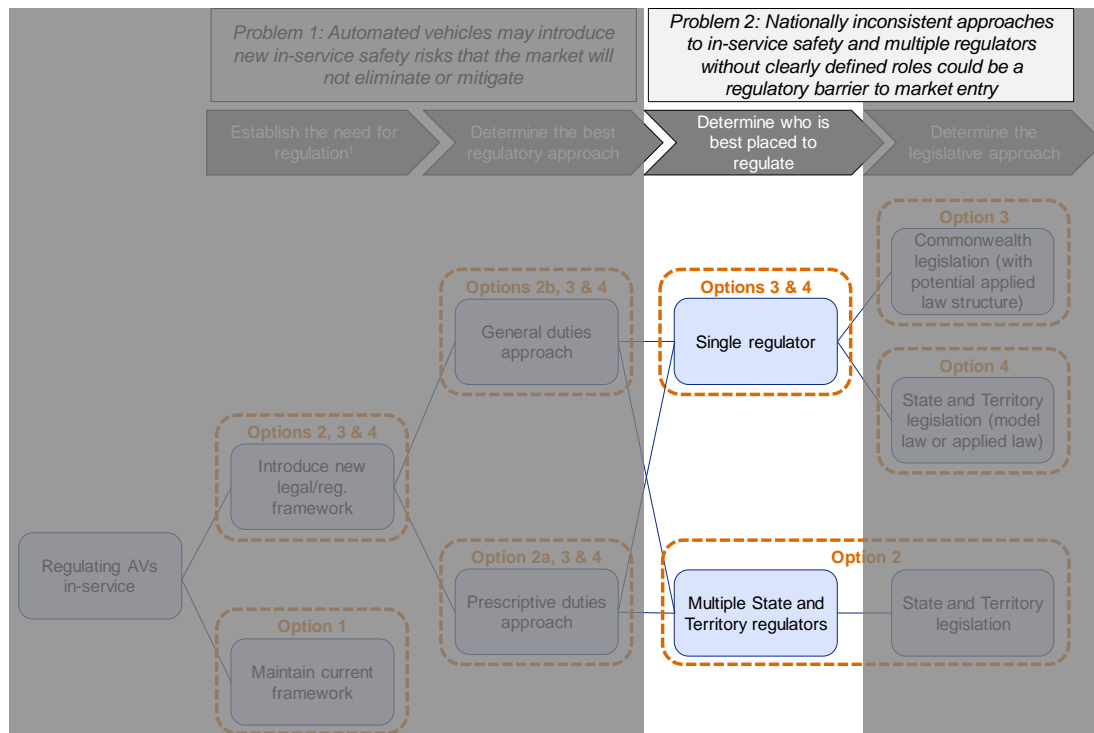 Problem 1: Automated vehicles may introduce
new in-service safety risks that the market will
not eliminate or mitigate
Problem 2: Nationally inconsistent approaches
to in-service safety and multiple regulators
without clearly defined roles could be a
regulatory barrier to market entry
Establish the need for
regulation¹
Determine the best
regulatory approach
Determine who is
best placed to
regulate
Determine the
legislative approach
Option 3
Commonwealth
legislation (with
potential applied
law structure)
Options 2b, 3 & 4
General duties
approach
Options 3 & 4
Single regulator
Option 4
State and Territory
legislation (model
law or applied law)
Options 2, 3 & 4
Introduce new
legal/reg.
framework
Regulating AVs
in-service
Options 2a, 3 & 4
Prescriptive duties
approach
Option 2
Multiple State and
Territory regulators
State and Territory
legislation
Option 1
Maintain current
framework